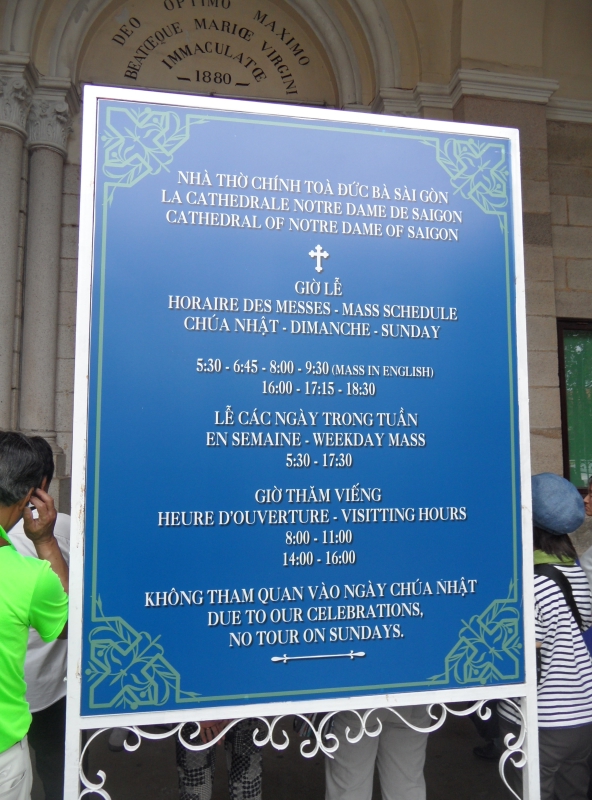 DEO OPTIMO MAXIMO
BEATŒQUE MARIŒ VIRGINI
IMMACULATŒ
1880
NHÀ THỜ CHÍNH TOÀ ĐỨC BÀ SÀI GÒN
LA CATHEDRALE NOTRE DAME DE SAIGON
CATHEDRAL OF NOTRE DAME OF SAIGON
GIỜ LỄ
HORAIRE DES MESSES - MASS SCHEDULE
CHÚA NHẬT - DIMANCHE - SUNDAY
5:30 - 6:45 - 8:00 - 9:30 (MASS IN ENGLISH)
16:00 - 17:15 - 18:30
LỄ CÁC NGÀY TRONG TUẦN
EN SEMAINE - WEEKDAY MASS
5:30 - 17:30
GIỜ THĂM VIẾNG
HEURE D'OUVERTURE - VISITTING HOURS
8:00 - 11:00
14:00 - 16:00
KHÔNG THAM QUAN VÀO NGÀY CHÚA NHẬT
DUE TO OUR CELEBRATIONS,
NO TOUR ON SUNDAYS.